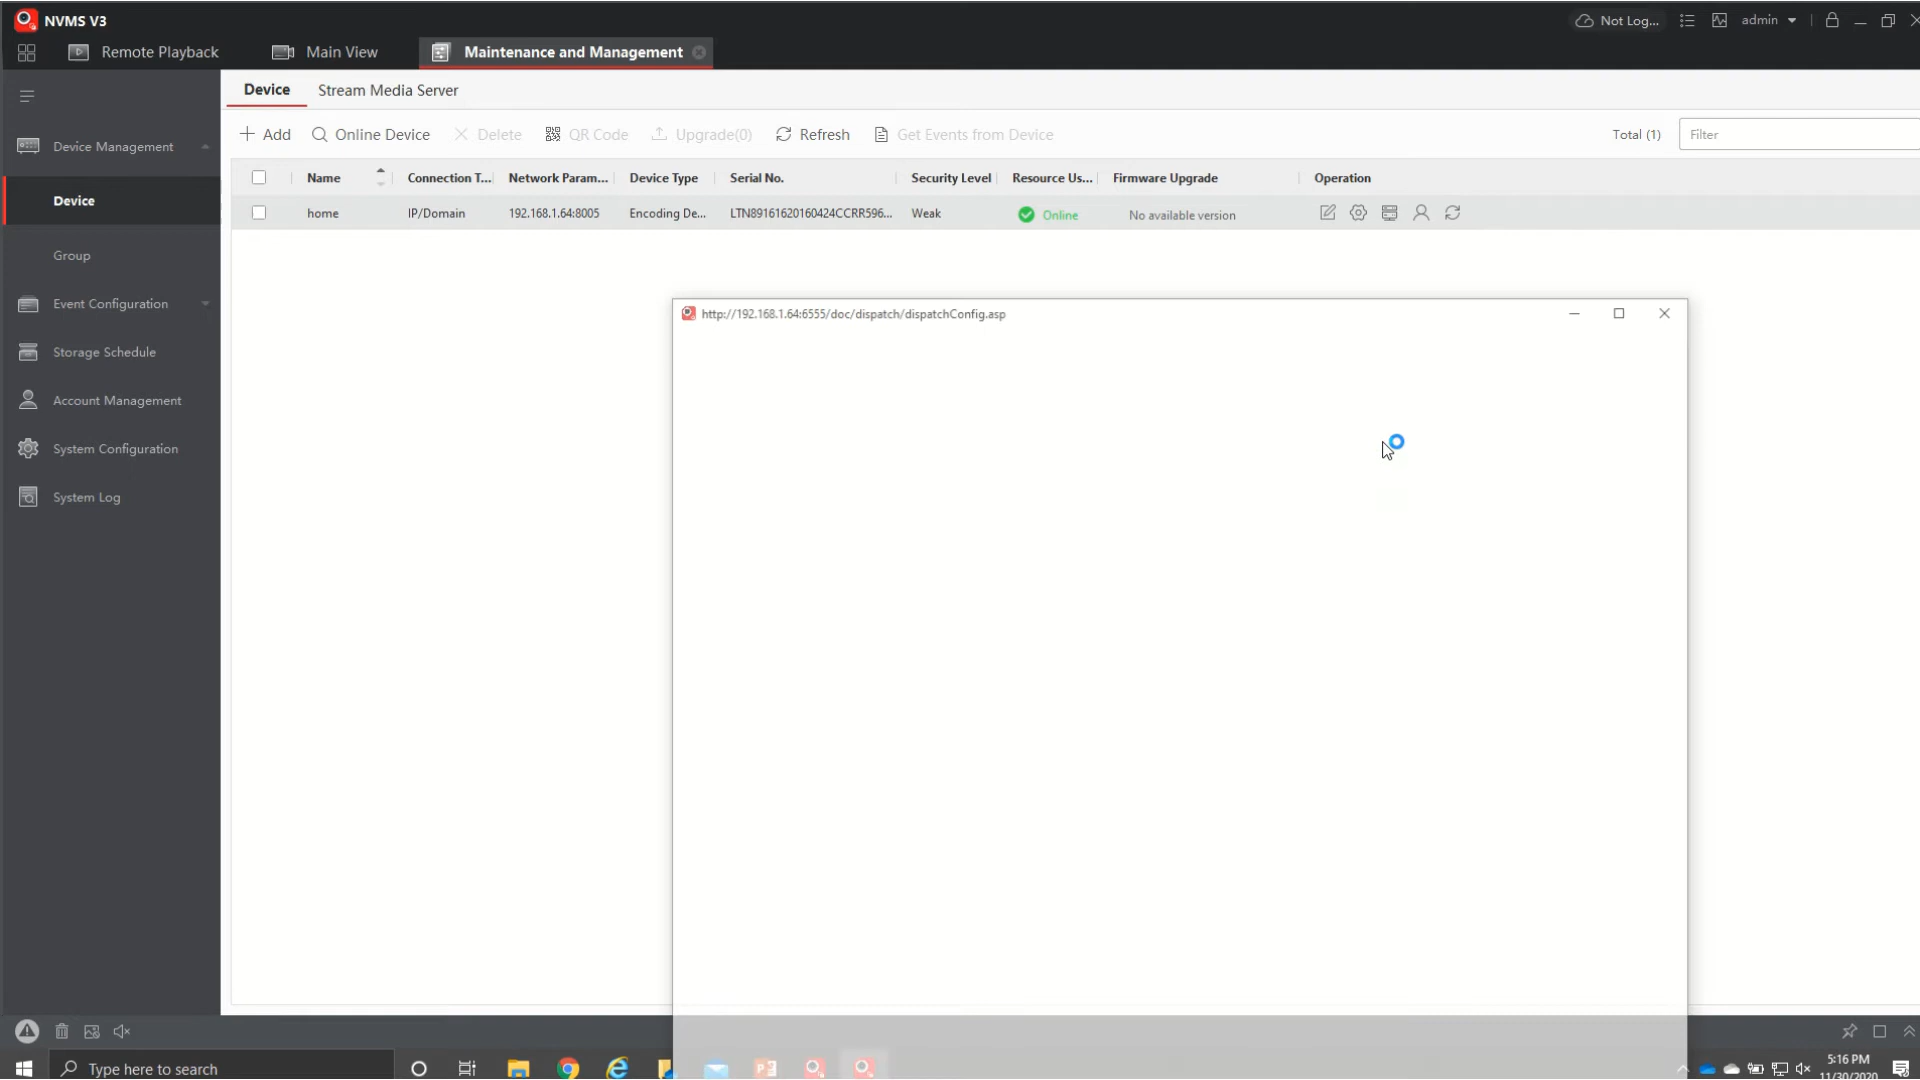 NVMS V3
Not Log...
admin
Remote Playback
Main View
Maintenance and Management
Device
Stream Media Server
Add
Online Device
Delete
QR Code
Upgrade(0)
Refresh
Get Events from Device
Total (1)
Filter
Device Management
Device
Group
Event Configuration
Storage Schedule
Account Management
System Configuration
System Log
Name
Connection T...
Network Param...
Device Type
Serial No.
Security Level
Resource Us...
Firmware Upgrade
Operation
home
IP/Domain
192.168.1.64:8005
Encoding De...
LTN89161620160424CCRR596...
Weak
Online
No available version
http://192.168.1.64:6555/doc/dispatch/dispatchConfig.asp
Type here to search
5:16 PM
11/30/2020